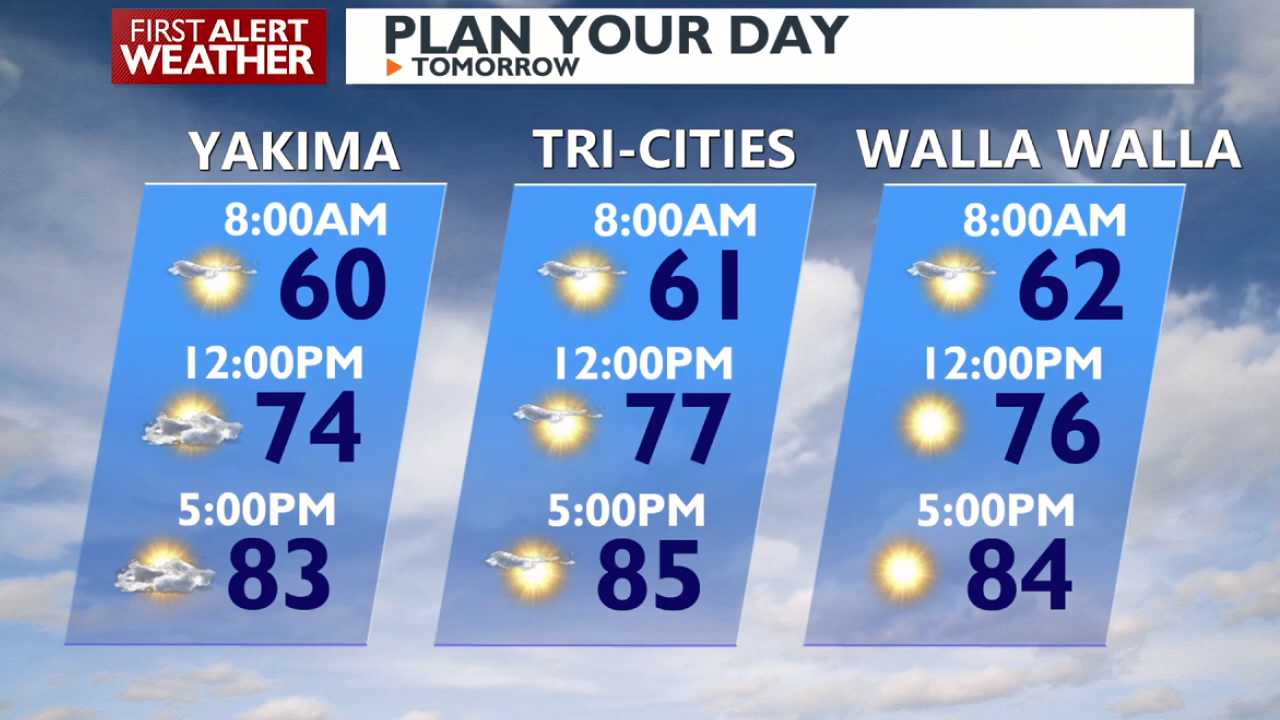 FIRST ALERT
WEATHER
PLAN YOUR DAY
TOMORROW
YAKIMA
8:00AM
60
12:00PM
74
5:00PM
83
TRI-CITIES
8:00AM
61
12:00PM
77
5:00PM
85
WALLA WALLA
8:00AM
62
12:00PM
76
5:00PM
84